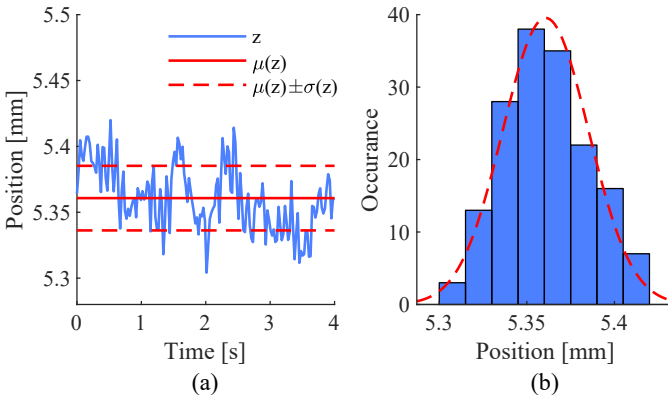 5.5
5.45
5.4
5.35
5.3
0
1
2
3
4
Position [mm]
Time [s]
z
μ(z)
μ(z)±σ(z)
(a)
40
30
20
10
0
5.3
5.35
5.4
Occurance
Position [mm]
(b)